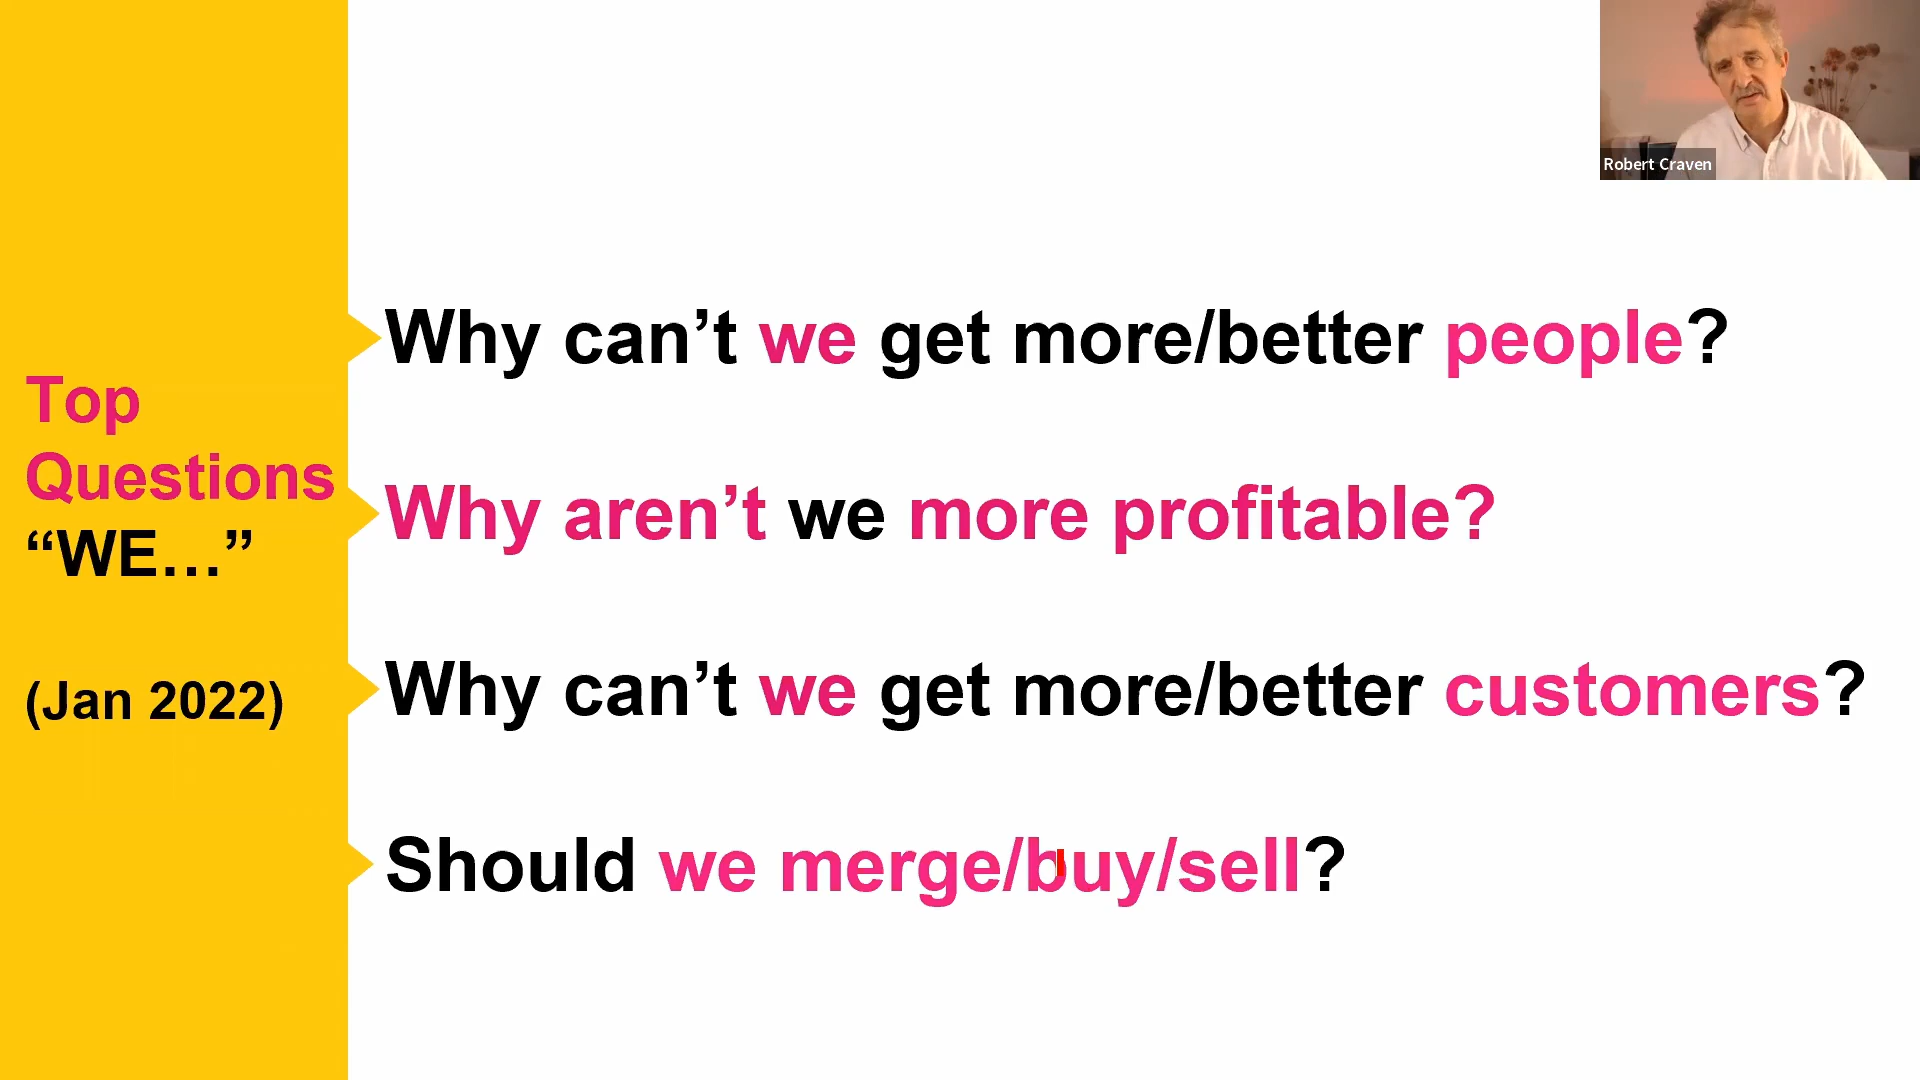 Top
Questions
“WE…”
(Jan 2022)
Why can’t we get more/better people?
Why aren’t we more profitable?
Why can’t we get more/better customers?
Should we merge/buy/sell?
Robert Craven